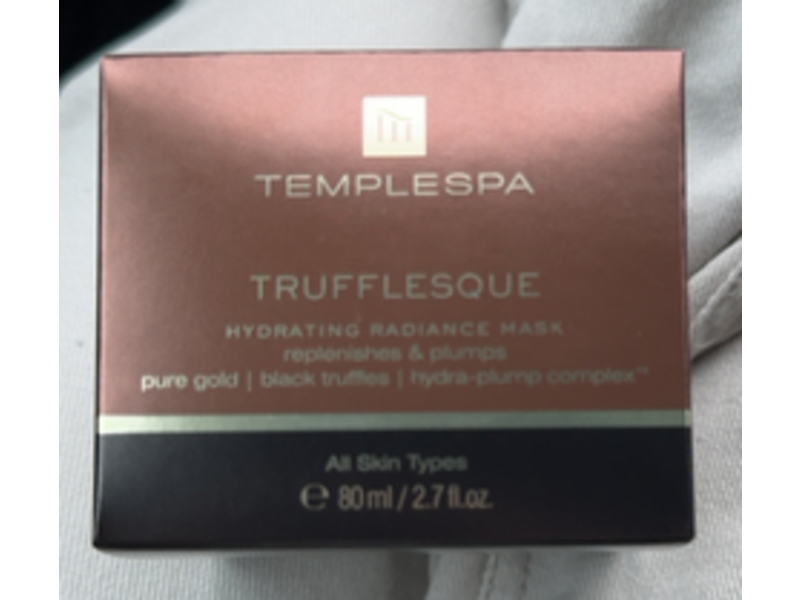 TEMPLESPA
TRUFFLESQUE
HYDRATING RADIANCE MASK
replenishes & plumps
pure gold | black truffles | hydra-plump complex™
All Skin Types
℮ 80 ml / 2.7 fl.oz.